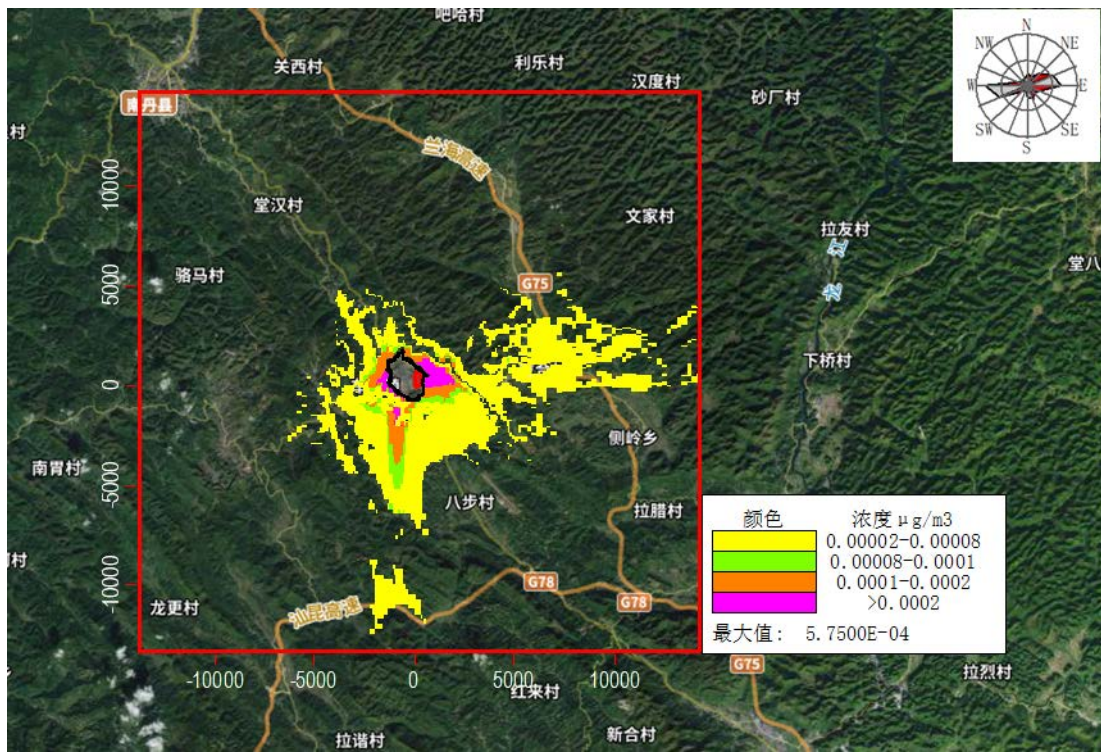 吧哈村
关西村
利乐村
汉度村
砂厂村
南丹县
兰海高速
堂汉村
文家村
拉友村
龙江
堂八
骆马村
G75
下桥村
侧岭乡
南胃村
八步村
拉腊村
G78
G78
龙更村
汕昆高速
G75
拉烈村
红来村
新合村
拉谐村
N
NW
NE
W
E
SW
SE
S
10000
5000
0
-5000
-10000
-10000
-5000
0
5000
10000
颜色 浓度μg/m3
0.00002-0.00008
0.00008-0.0001
0.0001-0.0002
>0.0002
最大值: 5.7500E-04